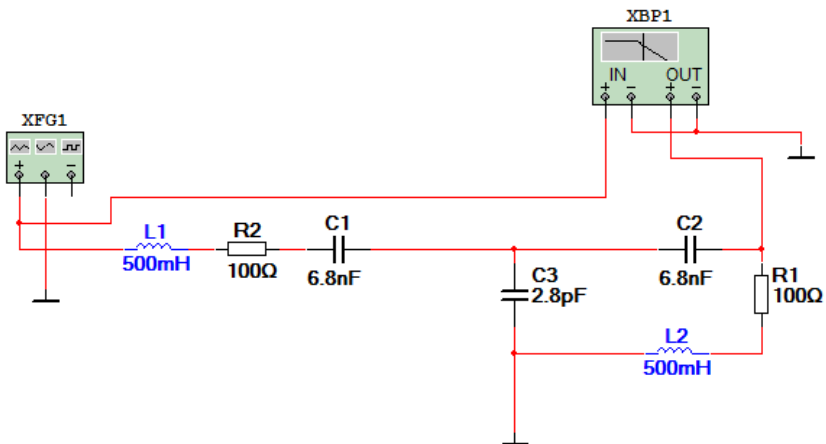 XBP1
IN OUT
+ − + −
XFG1
+ −
L1
500mH
R2
100Ω
C1
6.8nF
C2
6.8nF
C3
2.8pF
R1
100Ω
L2
500mH